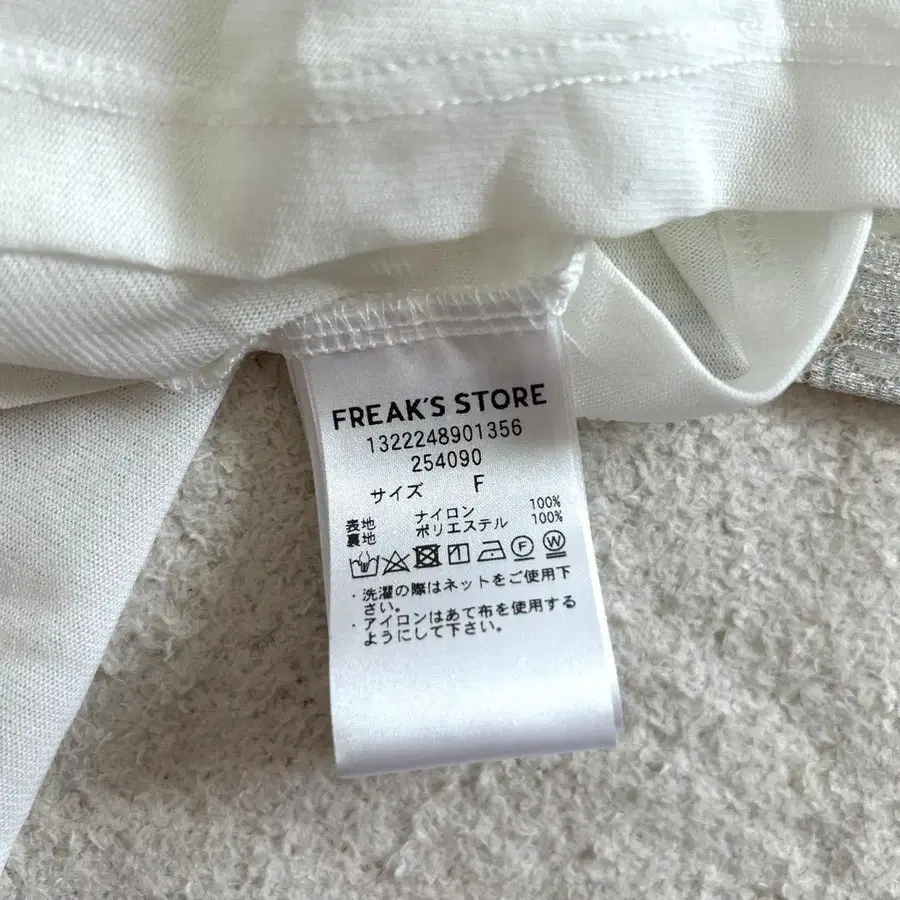 FREAK'S STORE
1322248901356
254090
サイズ F
表地 ナイロン 100%
裏地 ポリエステル 100%
F W
・洗濯の際はネットをご使用下
さい。
・アイロンはあて布を使用する
ようにして下さい。